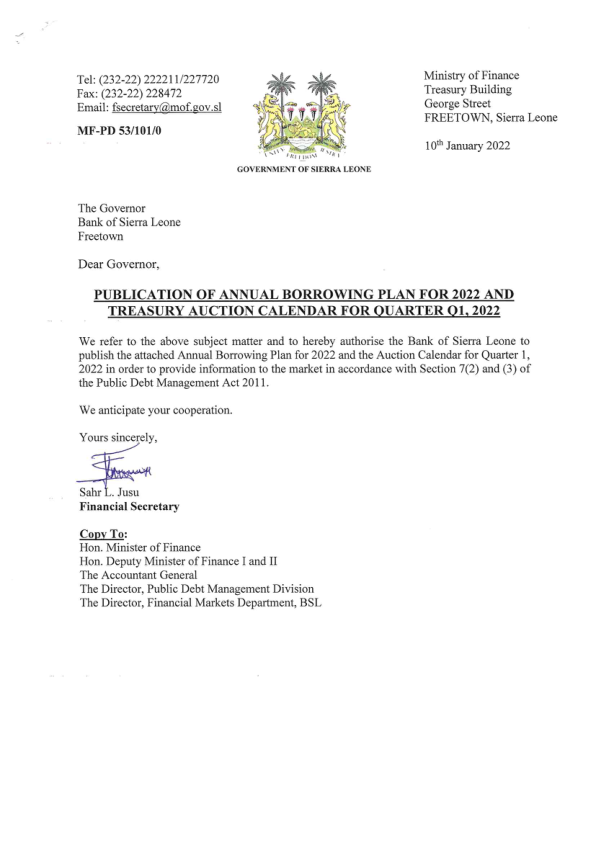 Tel: (232-22) 222211/227720
Fax: (232-22) 228472
Email: fsecretary@mof.gov.sl
MF-PD 53/101/0
UNITY FREEDOM JUSTICE
GOVERNMENT OF SIERRA LEONE
Ministry of Finance
Treasury Building
George Street
FREETOWN, Sierra Leone
10th January 2022
The Governor
Bank of Sierra Leone
Freetown
Dear Governor,
PUBLICATION OF ANNUAL BORROWING PLAN FOR 2022 AND
TREASURY AUCTION CALENDAR FOR QUARTER Q1, 2022
We refer to the above subject matter and to hereby authorise the Bank of Sierra Leone to
publish the attached Annual Borrowing Plan for 2022 and the Auction Calendar for Quarter 1,
2022 in order to provide information to the market in accordance with Section 7(2) and (3) of
the Public Debt Management Act 2011.
We anticipate your cooperation.
Yours sincerely,
Sahr L. Jusu
Financial Secretary
Copy To:
Hon. Minister of Finance
Hon. Deputy Minister of Finance I and II
The Accountant General
The Director, Public Debt Management Division
The Director, Financial Markets Department, BSL